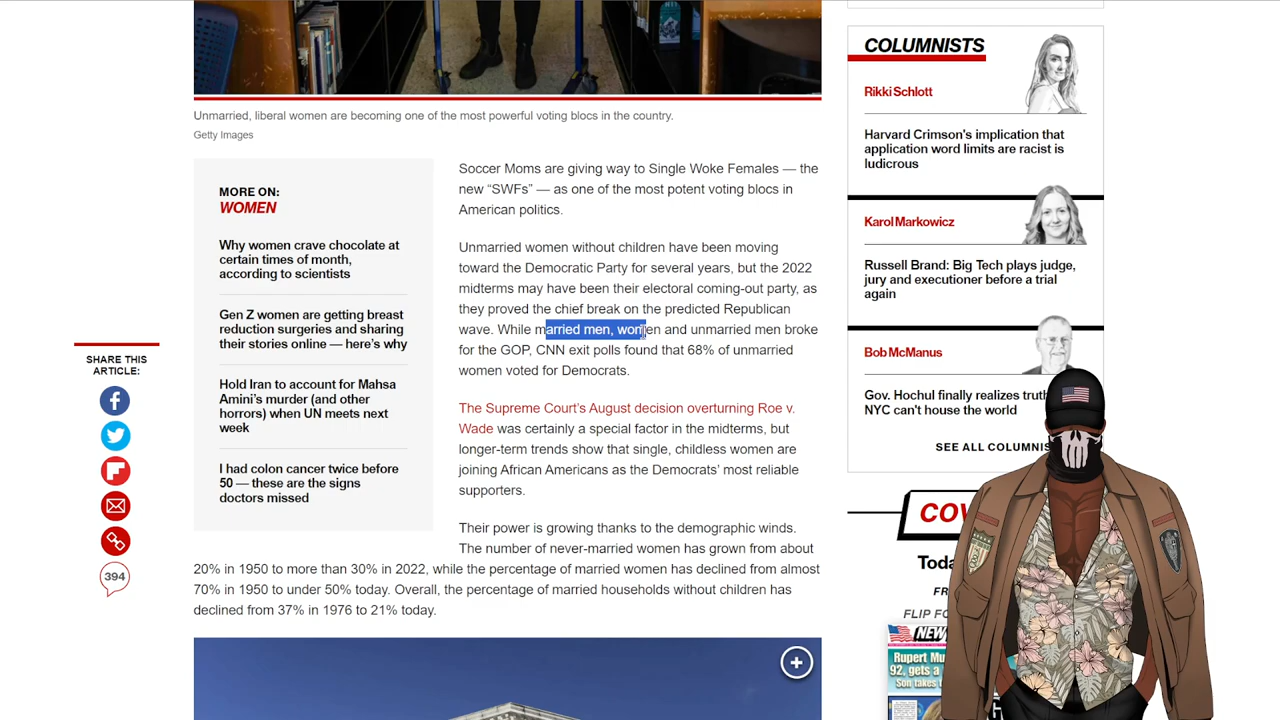 Unmarried, liberal women are becoming one of the most powerful voting blocs in the country.
Getty Images
MORE ON:
WOMEN
Why women crave chocolate at
certain times of month,
according to scientists
Gen Z women are getting breast
reduction surgeries and sharing
their stories online — here's why
Hold Iran to account for Mahsa
Amini's murder (and other
horrors) when UN meets next
week
I had colon cancer twice before
50 — these are the signs
doctors missed
SHARE THIS
ARTICLE:
394
Soccer Moms are giving way to Single Woke Females — the
new “SWFs” — as one of the most potent voting blocs in
American politics.
Unmarried women without children have been moving
toward the Democratic Party for several years, but the 2022
midterms may have been their electoral coming-out party, as
they proved the chief break on the predicted Republican
wave. While married men, women and unmarried men broke
for the GOP, CNN exit polls found that 68% of unmarried
women voted for Democrats.
The Supreme Court's August decision overturning Roe v.
Wade was certainly a special factor in the midterms, but
longer-term trends show that single, childless women are
joining African Americans as the Democrats' most reliable
supporters.
Their power is growing thanks to the demographic winds.
The number of never-married women has grown from about
20% in 1950 to more than 30% in 2022, while the percentage of married women has declined from almost
70% in 1950 to under 50% today. Overall, the percentage of married households without children has
declined from 37% in 1976 to 21% today.
COLUMNISTS
Rikki Schlott
Harvard Crimson's implication that
application word limits are racist is
ludicrous
Karol Markowicz
Russell Brand: Big Tech plays judge,
jury and executioner before a trial
again
Bob McManus
Gov. Hochul finally realizes trut
NYC can't house the world
SEE ALL COLUMNIS
COV
Toda
FR
FLIP FO
NEW
Rupert Mu
92, gets a
Son takes